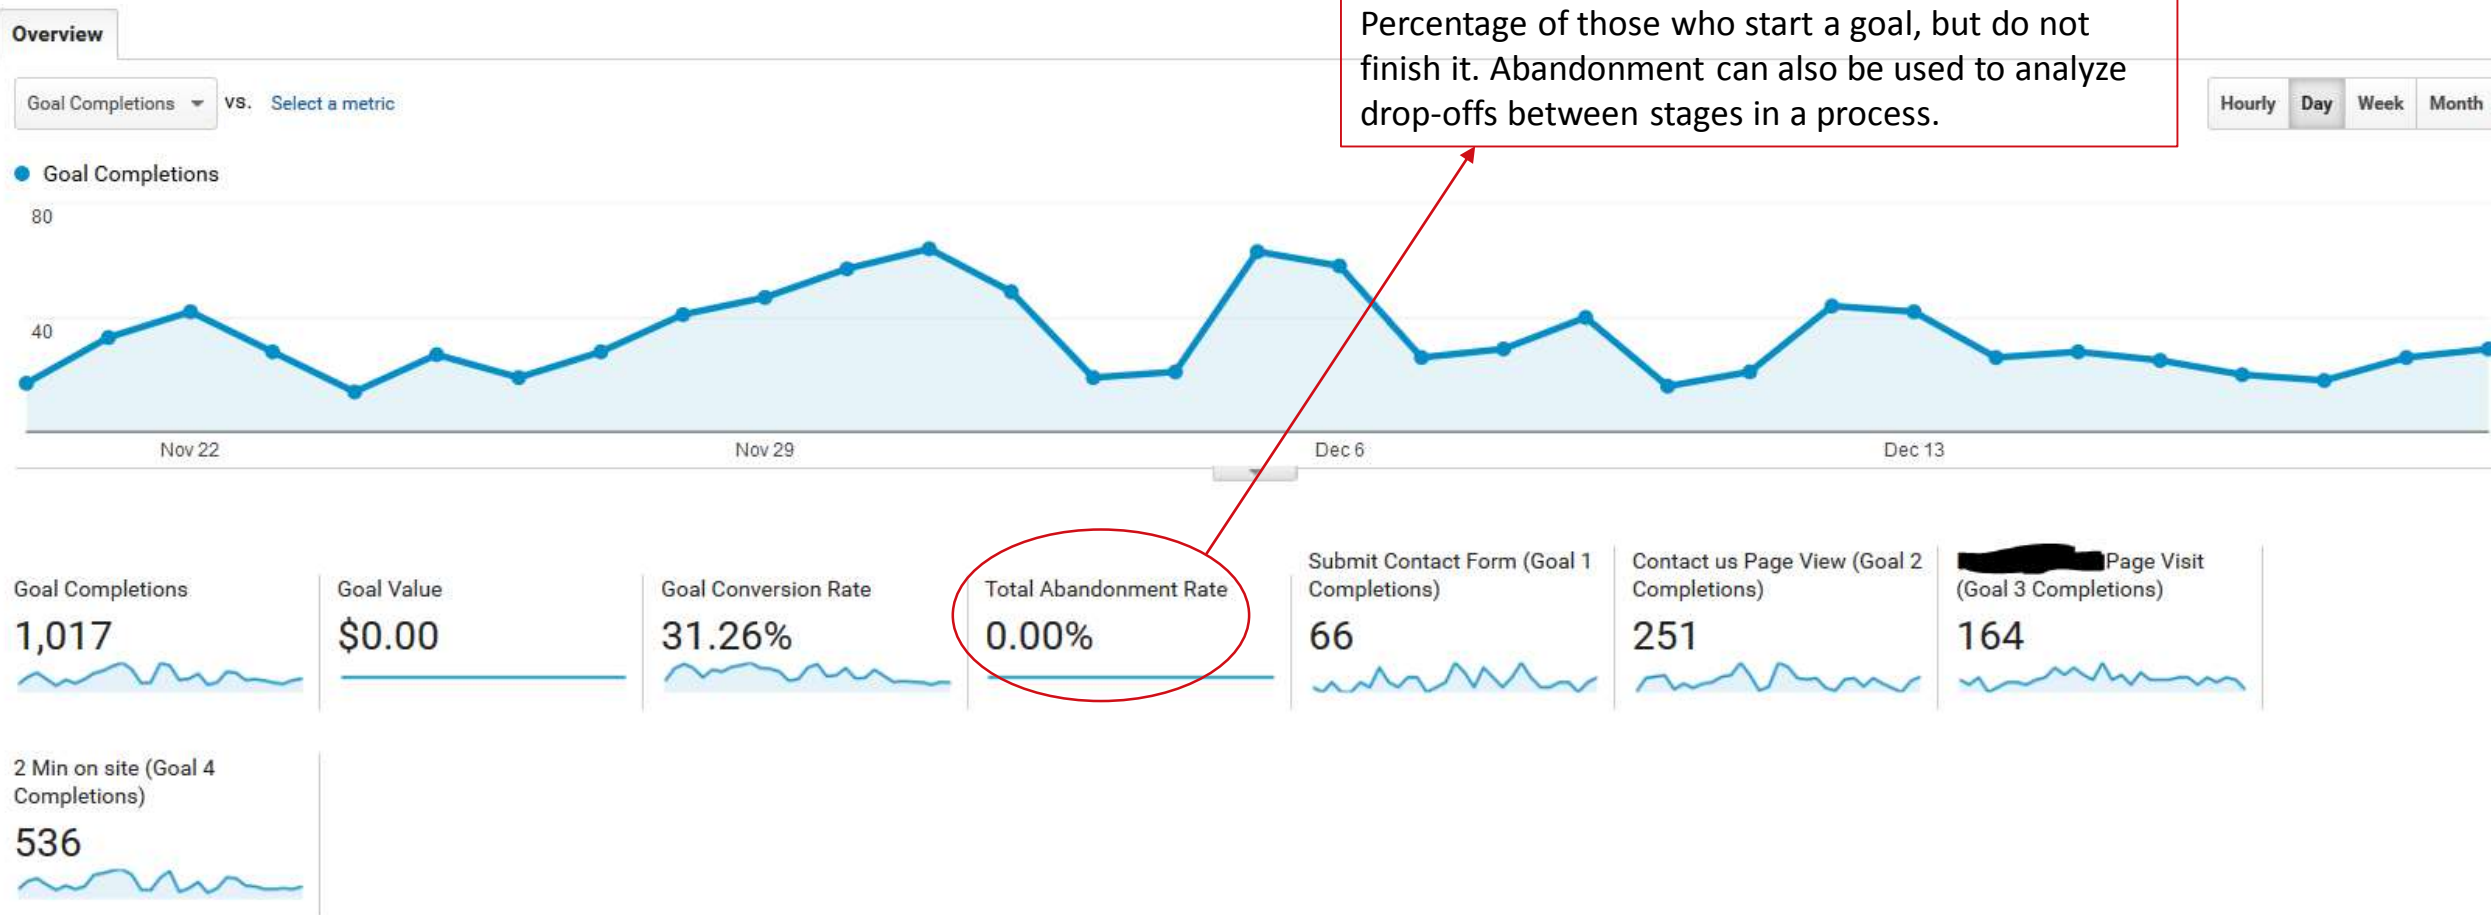 Percentage of those who start a goal, but do not
finish it. Abandonment can also be used to analyze
drop-offs between stages in a process.
Overview
Goal Completions vs. Select a metric
Hourly Day Week Month
Goal Completions
80
40
Nov 22 Nov 29 Dec 6 Dec 13
Goal Completions
1,017
Goal Value
$0.00
Goal Conversion Rate
31.26%
Total Abandonment Rate
0.00%
Submit Contact Form (Goal 1
Completions)
66
Contact us Page View (Goal 2
Completions)
251
Page Visit
(Goal 3 Completions)
164
2 Min on site (Goal 4
Completions)
536